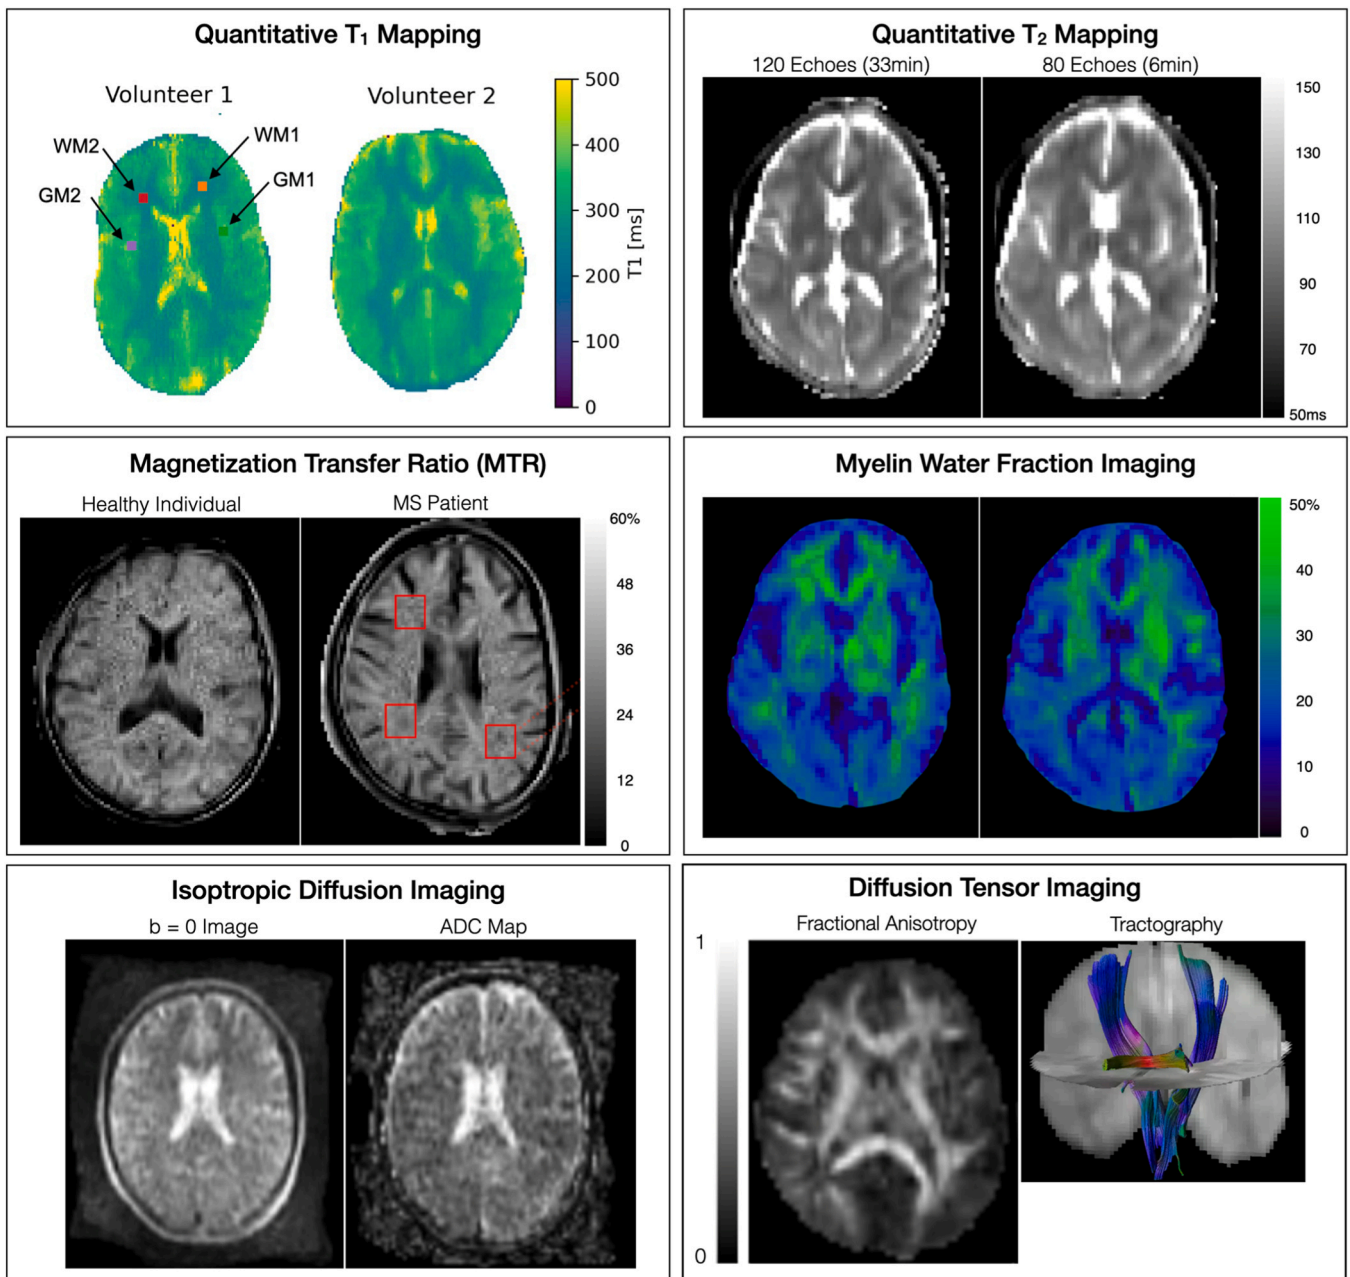 Quantitative T₁ Mapping
Volunteer 1
Volunteer 2
WM2
WM1
GM2
GM1
500
400
300
200
100
0
T1 [ms]
Quantitative T₂ Mapping
120 Echoes (33min)
80 Echoes (6min)
150
130
110
90
70
50ms
Magnetization Transfer Ratio (MTR)
Healthy Individual
MS Patient
60%
48
36
24
12
0
Myelin Water Fraction Imaging
50%
40
30
20
10
0
Isoptropic Diffusion Imaging
b = 0 Image
ADC Map
Diffusion Tensor Imaging
Fractional Anisotropy
Tractography
1
0